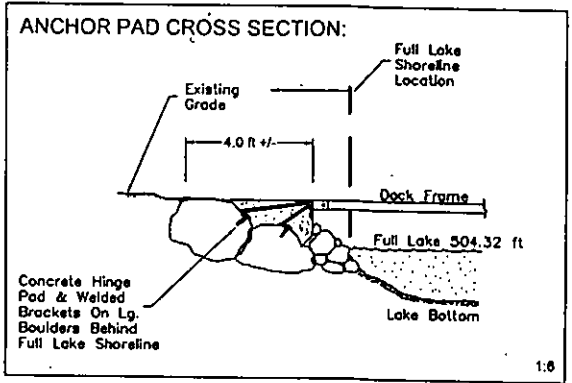 ANCHOR PAD CROSS SECTION:
Full Lake
Shoreline
Location
Existing
Grade
4.0 ft +/-
Dock Frame
Full Lake 504.32 ft
Concrete Hinge
Pad & Welded
Brackets On Lg.
Boulders Behind
Full Lake Shoreline
Lake Bottom
1:6